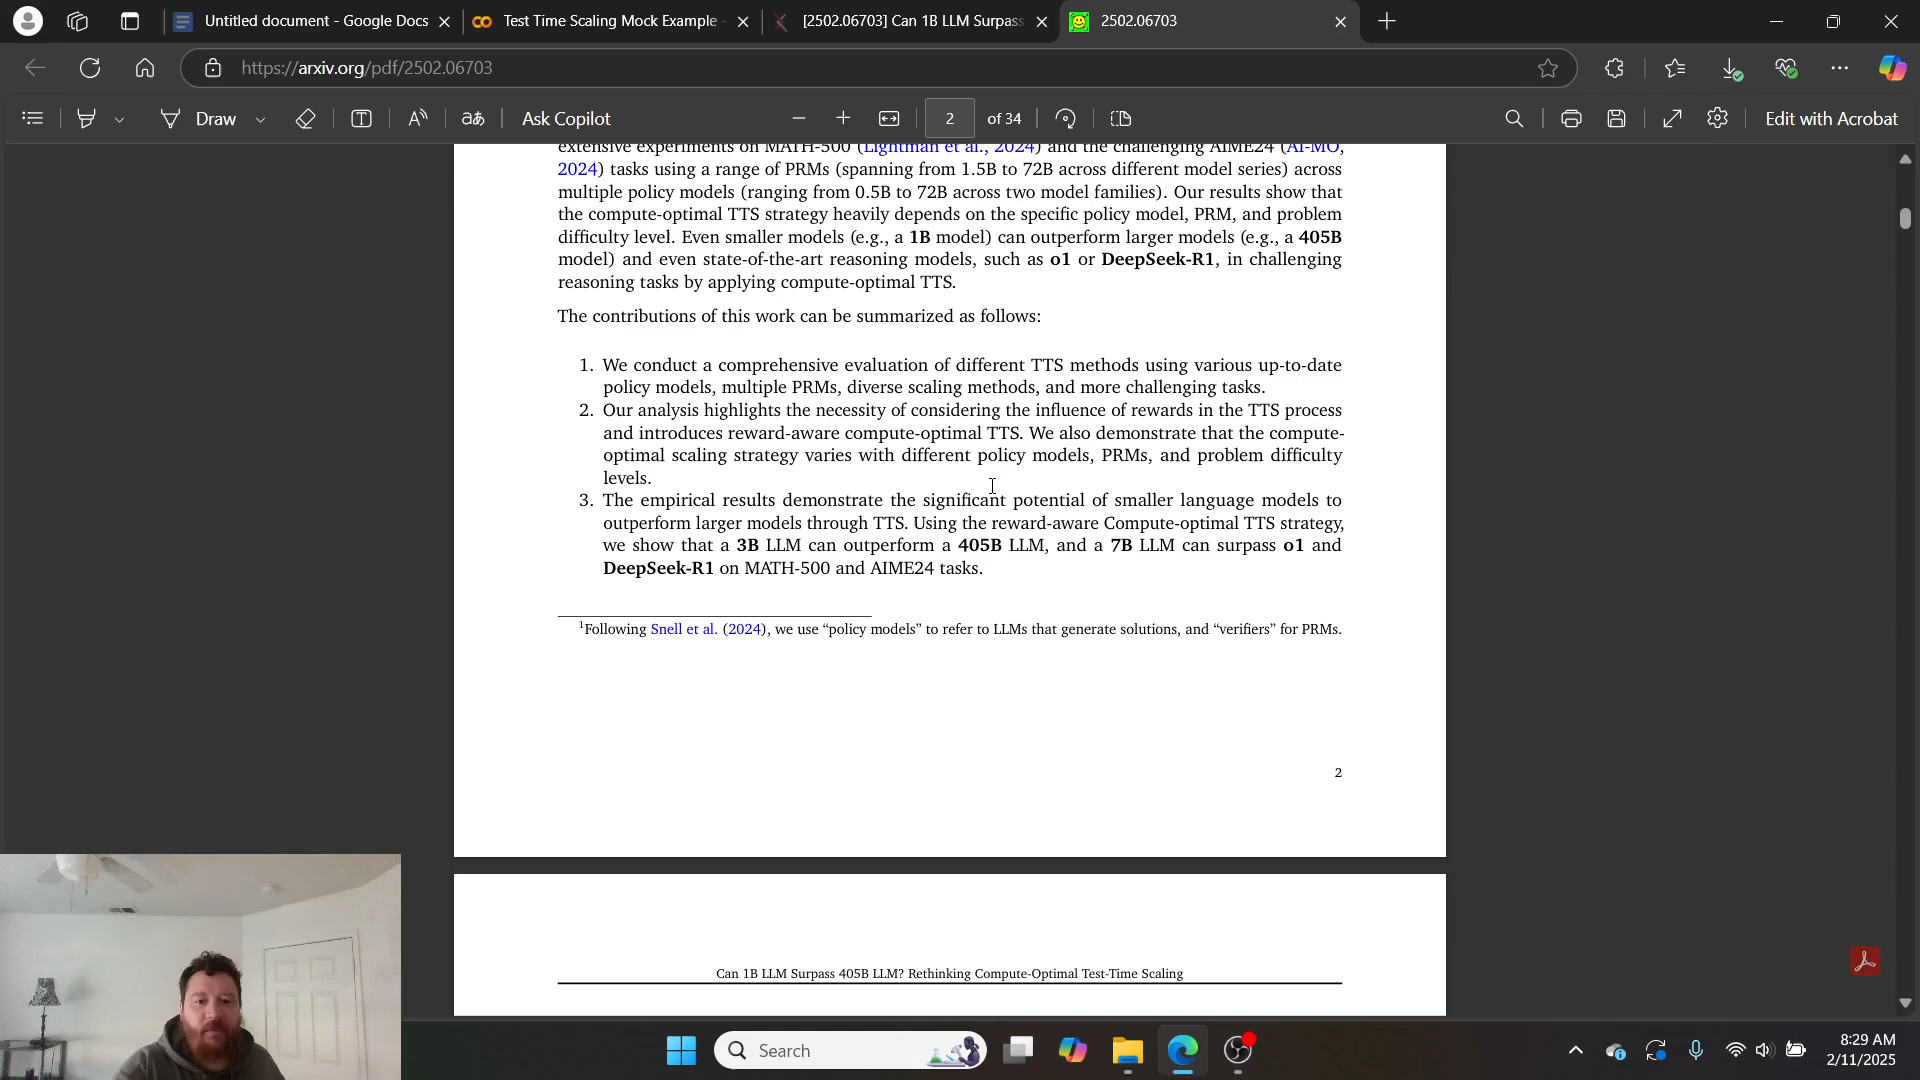 Untitled document - Google Docs
Test Time Scaling Mock Example -
[2502.06703] Can 1B LLM Surpass
2502.06703
https://arxiv.org/pdf/2502.06703
Draw
Ask Copilot
2
of 34
Edit with Acrobat
extensive experiments on MATH-500 (Lightman et al., 2024) and the challenging AIME24 (AI-MO,
2024) tasks using a range of PRMs (spanning from 1.5B to 72B across different model series) across
multiple policy models (ranging from 0.5B to 72B across two model families). Our results show that
the compute-optimal TTS strategy heavily depends on the specific policy model, PRM, and problem
difficulty level. Even smaller models (e.g., a 1B model) can outperform larger models (e.g., a 405B
model) and even state-of-the-art reasoning models, such as o1 or DeepSeek-R1, in challenging
reasoning tasks by applying compute-optimal TTS.
The contributions of this work can be summarized as follows:
1. We conduct a comprehensive evaluation of different TTS methods using various up-to-date
policy models, multiple PRMs, diverse scaling methods, and more challenging tasks.
2. Our analysis highlights the necessity of considering the influence of rewards in the TTS process
and introduces reward-aware compute-optimal TTS. We also demonstrate that the compute-
optimal scaling strategy varies with different policy models, PRMs, and problem difficulty
levels.
3. The empirical results demonstrate the significant potential of smaller language models to
outperform larger models through TTS. Using the reward-aware Compute-optimal TTS strategy,
we show that a 3B LLM can outperform a 405B LLM, and a 7B LLM can surpass o1 and
DeepSeek-R1 on MATH-500 and AIME24 tasks.
1Following Snell et al. (2024), we use “policy models” to refer to LLMs that generate solutions, and “verifiers” for PRMs.
2
Can 1B LLM Surpass 405B LLM? Rethinking Compute-Optimal Test-Time Scaling
Search
8:29 AM
2/11/2025